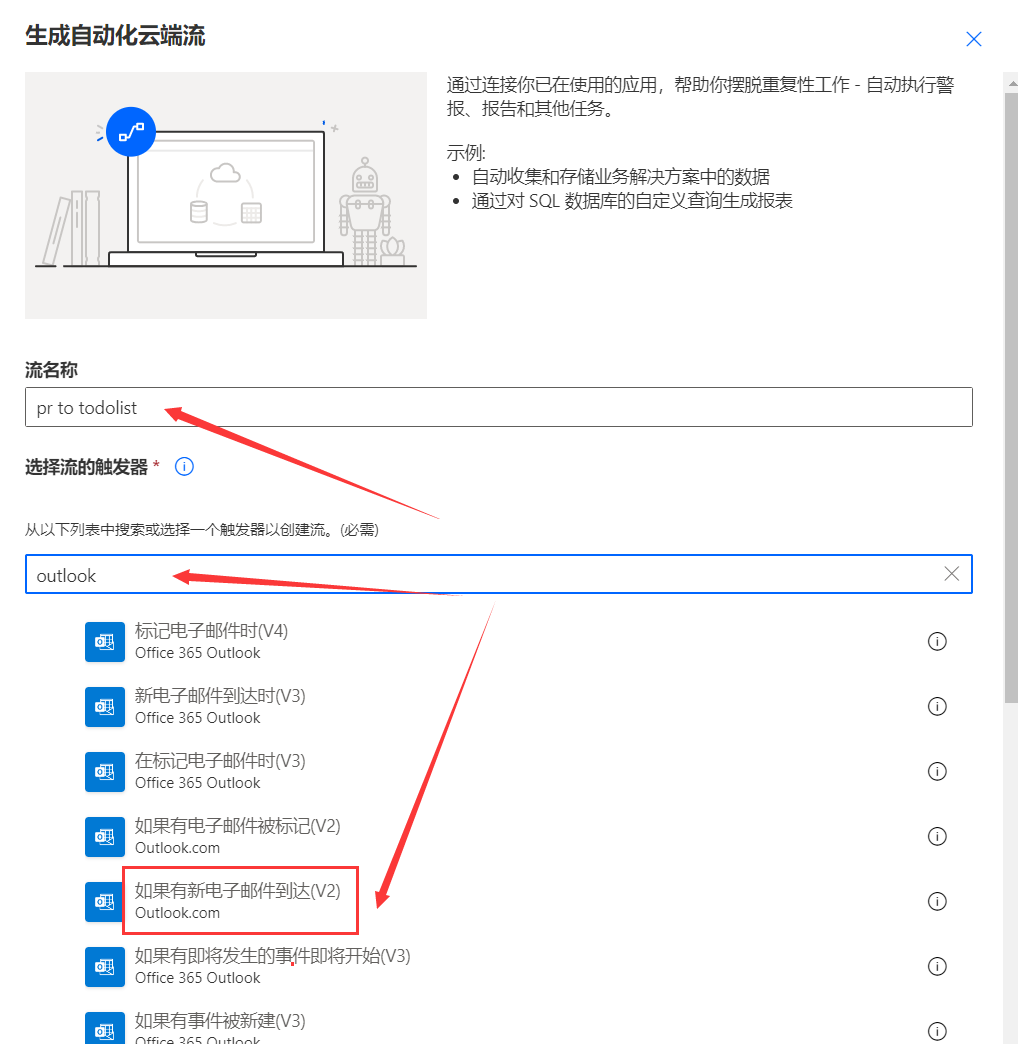 生成自动化云端流
通过连接你已在使用的应用，帮助你摆脱重复性工作 - 自动执行警
报、报告和其他任务。
示例:
• 自动收集和存储业务解决方案中的数据
• 通过对 SQL 数据库的自定义查询生成报表
流名称
pr to todolist
选择流的触发器 *
从以下列表中搜索或选择一个触发器以创建流。(必需)
outlook
标记电子邮件时(V4)
Office 365 Outlook
新电子邮件到达时(V3)
Office 365 Outlook
在标记电子邮件时(V3)
Office 365 Outlook
如果有电子邮件被标记(V2)
Outlook.com
如果有新电子邮件到达(V2)
Outlook.com
如果有即将发生的事件即将开始(V3)
Office 365 Outlook
如果有事件被新建(V3)
Office 365 Outlook